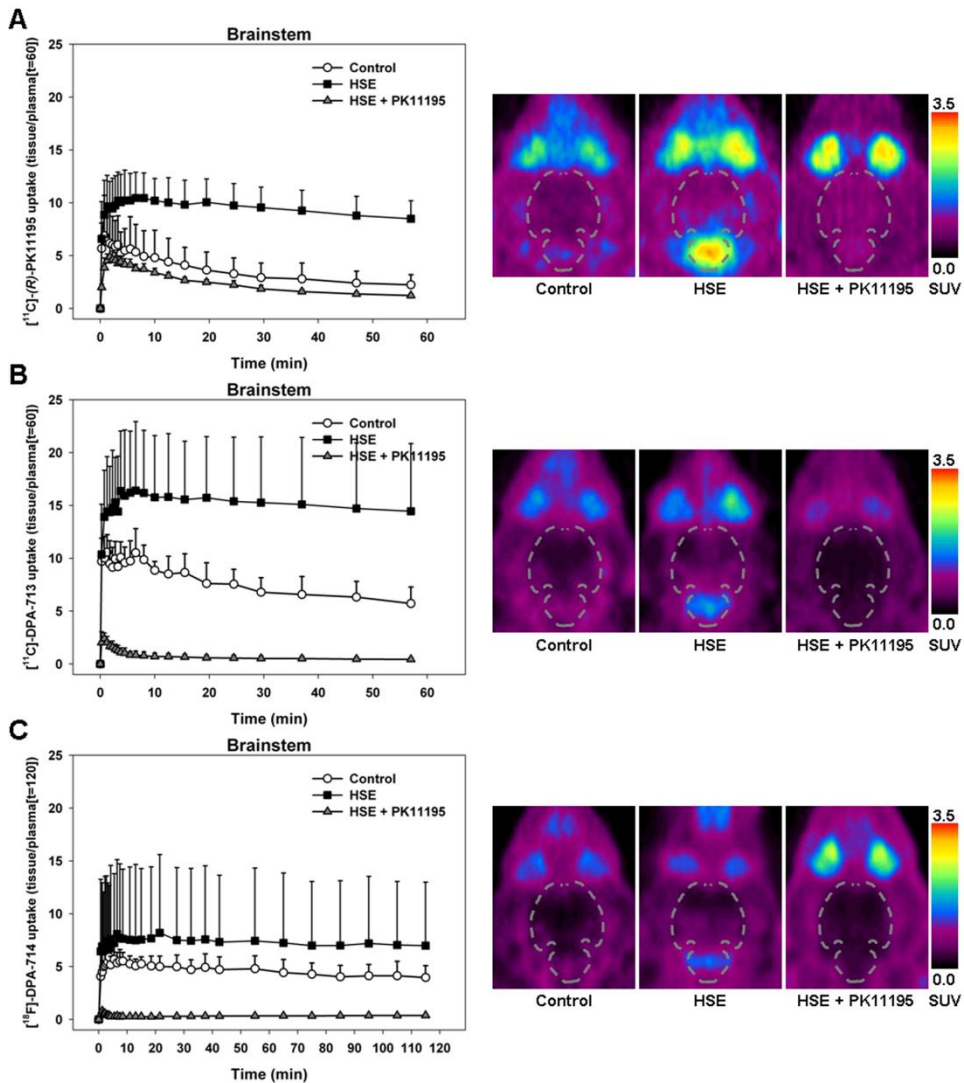 A
Brainstem
[¹¹C]-(R)-PK11195 uptake (tissue/plasma[t=60])
25
20
15
10
5
0
Control
HSE
HSE + PK11195
0 10 20 30 40 50 60
Time (min)
3.5
0.0
Control HSE HSE + PK11195 SUV
B
Brainstem
[¹¹C]-DPA-713 uptake (tissue/plasma[t=60])
25
20
15
10
5
0
Control
HSE
HSE + PK11195
0 10 20 30 40 50 60
Time (min)
3.5
0.0
Control HSE HSE + PK11195 SUV
C
Brainstem
[¹⁸F]-DPA-714 uptake (tissue/plasma[t=120])
25
20
15
10
5
0
Control
HSE
HSE + PK11195
0 10 20 30 40 50 60 70 80 90 100 110 120
Time (min)
3.5
0.0
Control HSE HSE + PK11195 SUV